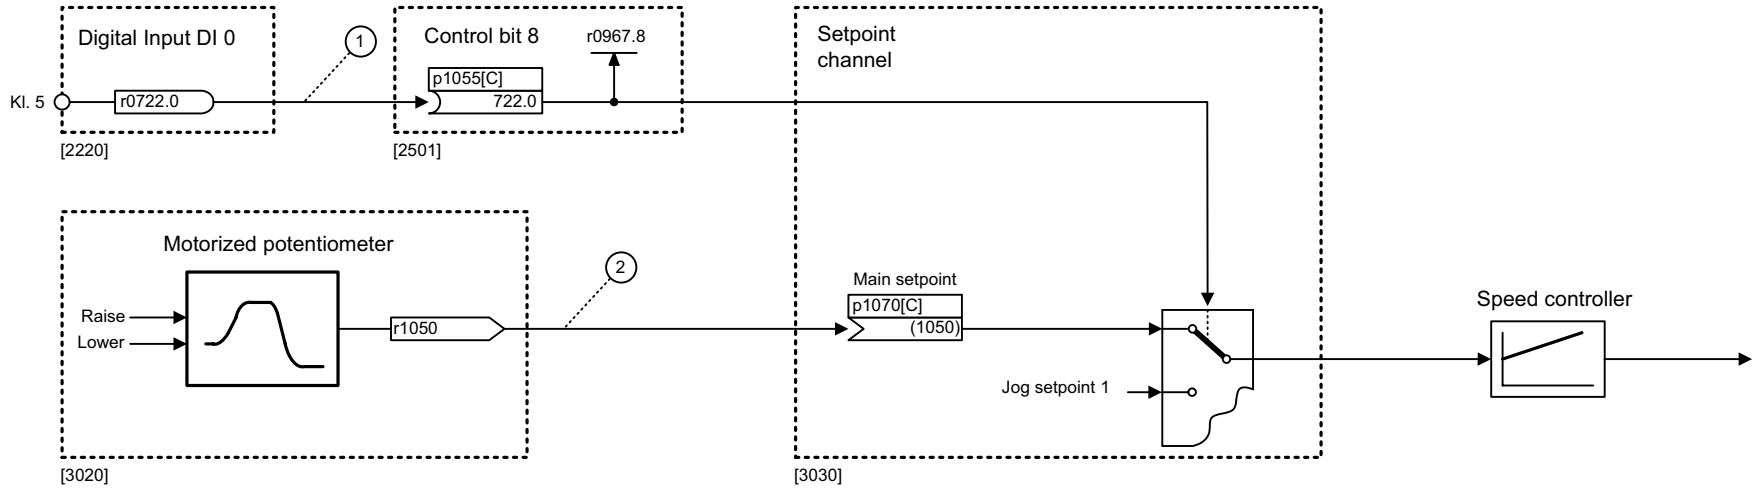 Digital Input DI 0
1
Control bit 8
r0967.8
Setpoint
channel
p1055[C]
Kl. 5
r0722.0
722.0
[2220]
[2501]
Motorized potentiometer
2
Main setpoint
p1070[C]
Speed controller
Raise
r1050
(1050)
Lower
Jog setpoint 1
[3020]
[3030]